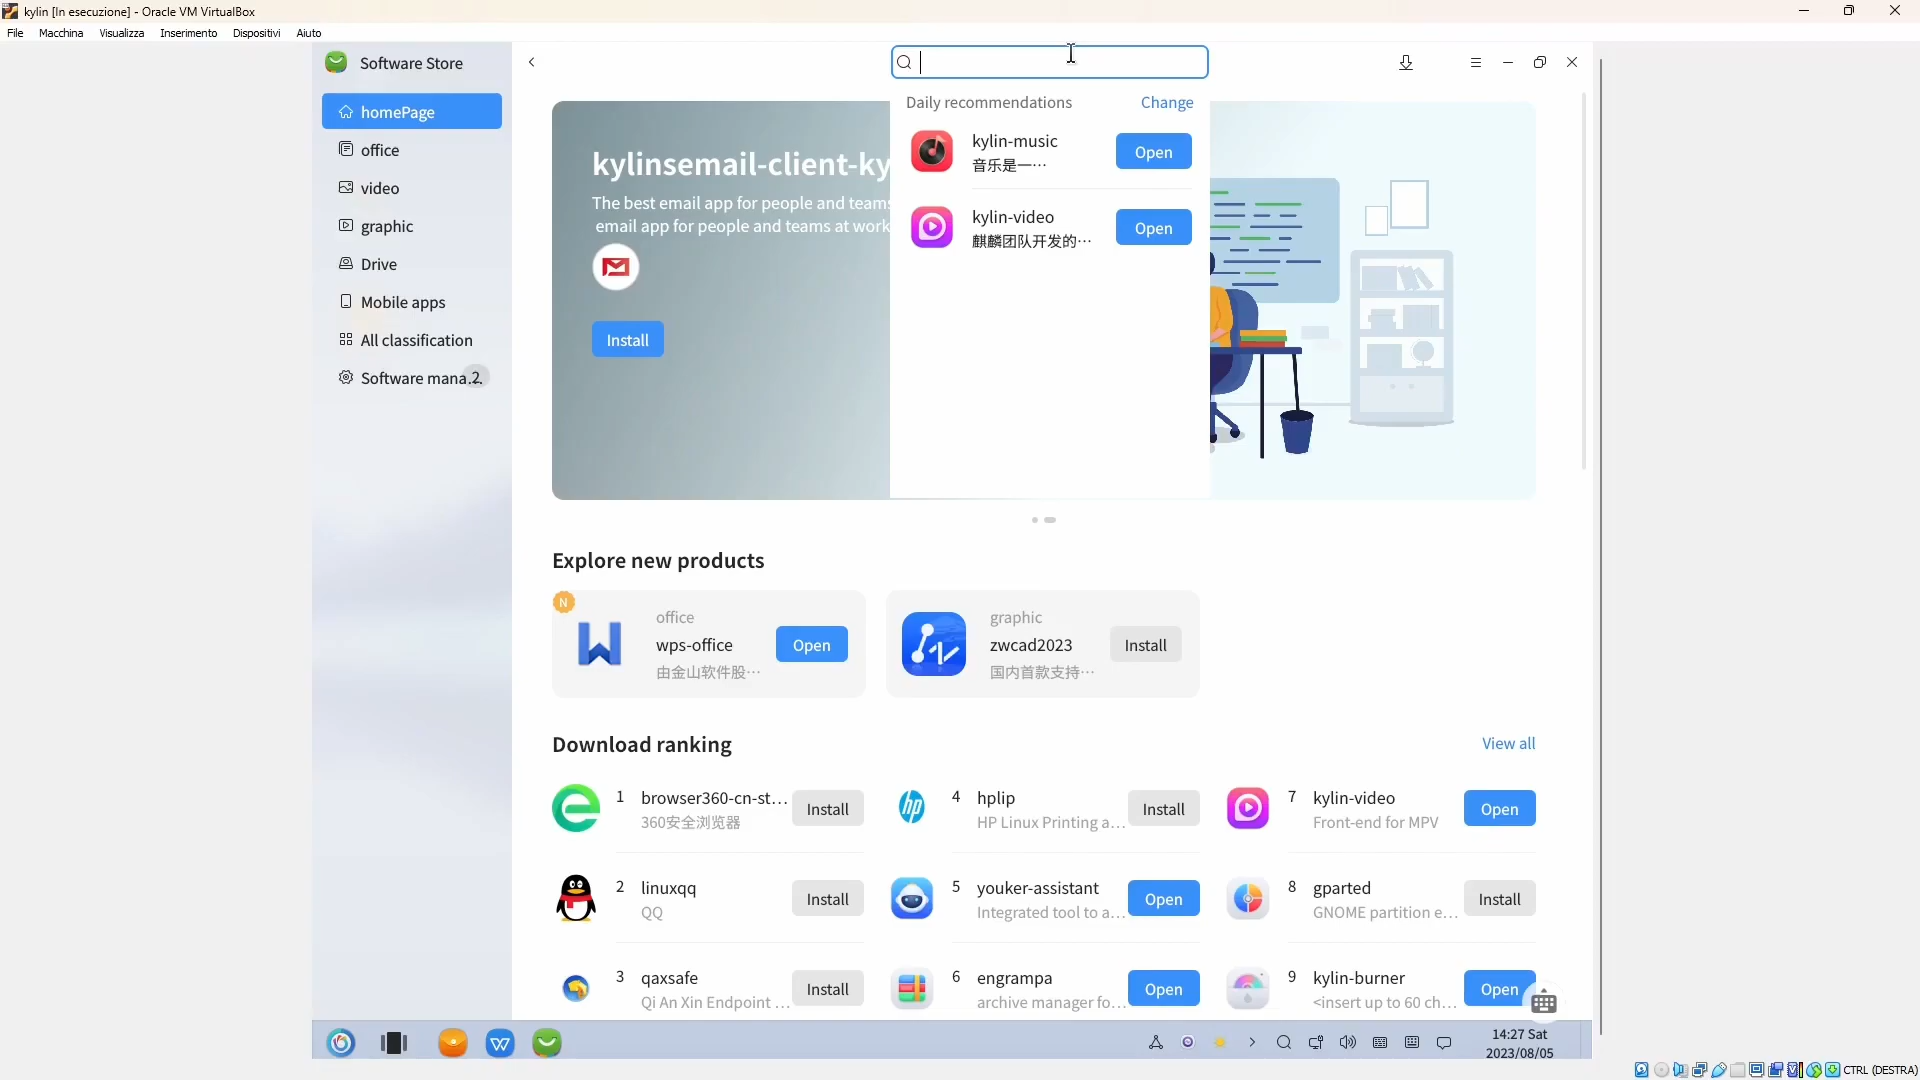 kylin [In esecuzione] - Oracle VM VirtualBox
File Macchina Visualizza Inserimento Dispositivi Aiuto
Software Store
homePage
office
video
graphic
Drive
Mobile apps
All classification
Software mana... 2
Daily recommendations Change
kylin-music
音乐是一···
Open
kylin-video
麒麟团队开发的···
Open
kylinsemail-client-ky
The best email app for people and teams
email app for people and teams at work
Install
Explore new products
N
office
wps-office
由金山软件股···
Open
graphic
zwcad2023
国内首款支持···
Install
Download ranking
View all
1 browser360-cn-st...
360安全浏览器
Install
4 hplip
HP Linux Printing a...
Install
7 kylin-video
Front-end for MPV
Open
2 linuxqq
QQ
Install
5 youker-assistant
Integrated tool to a...
Open
8 gparted
GNOME partition e...
Install
3 qaxsafe
Qi An Xin Endpoint ...
Install
6 engrampa
archive manager fo...
Open
9 kylin-burner
<insert up to 60 ch...
Open
14:27 Sat
2023/08/05
CTRL (DESTRA)